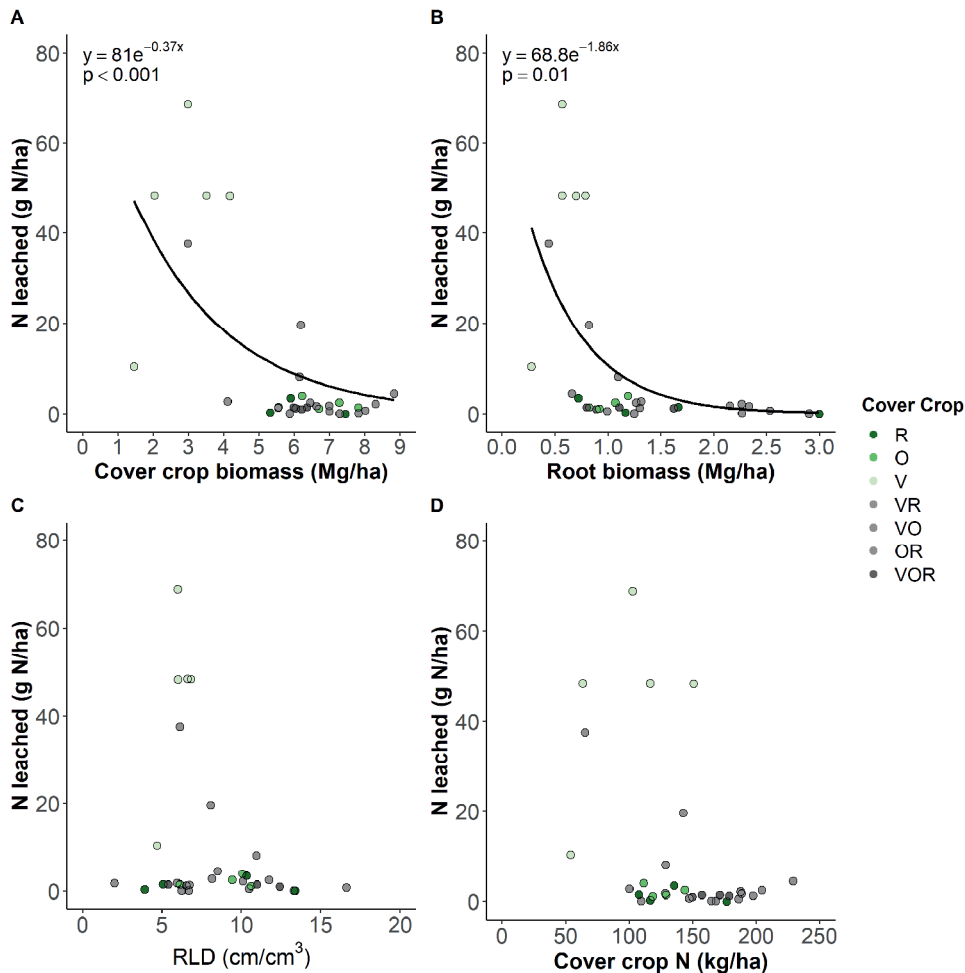 A
y = 81e^−0.37x
p < 0.001
N leached (g N/ha)
80
60
40
20
0
0 1 2 3 4 5 6 7 8 9
Cover crop biomass (Mg/ha)
B
y = 68.8e^−1.86x
p = 0.01
N leached (g N/ha)
80
60
40
20
0
0.0 0.5 1.0 1.5 2.0 2.5 3.0
Root biomass (Mg/ha)
C
N leached (g N/ha)
80
60
40
20
0
0 5 10 15 20
RLD (cm/cm³)
D
N leached (g N/ha)
80
60
40
20
0
0 50 100 150 200 250
Cover crop N (kg/ha)
Cover Crop
R
O
V
VR
VO
OR
VOR